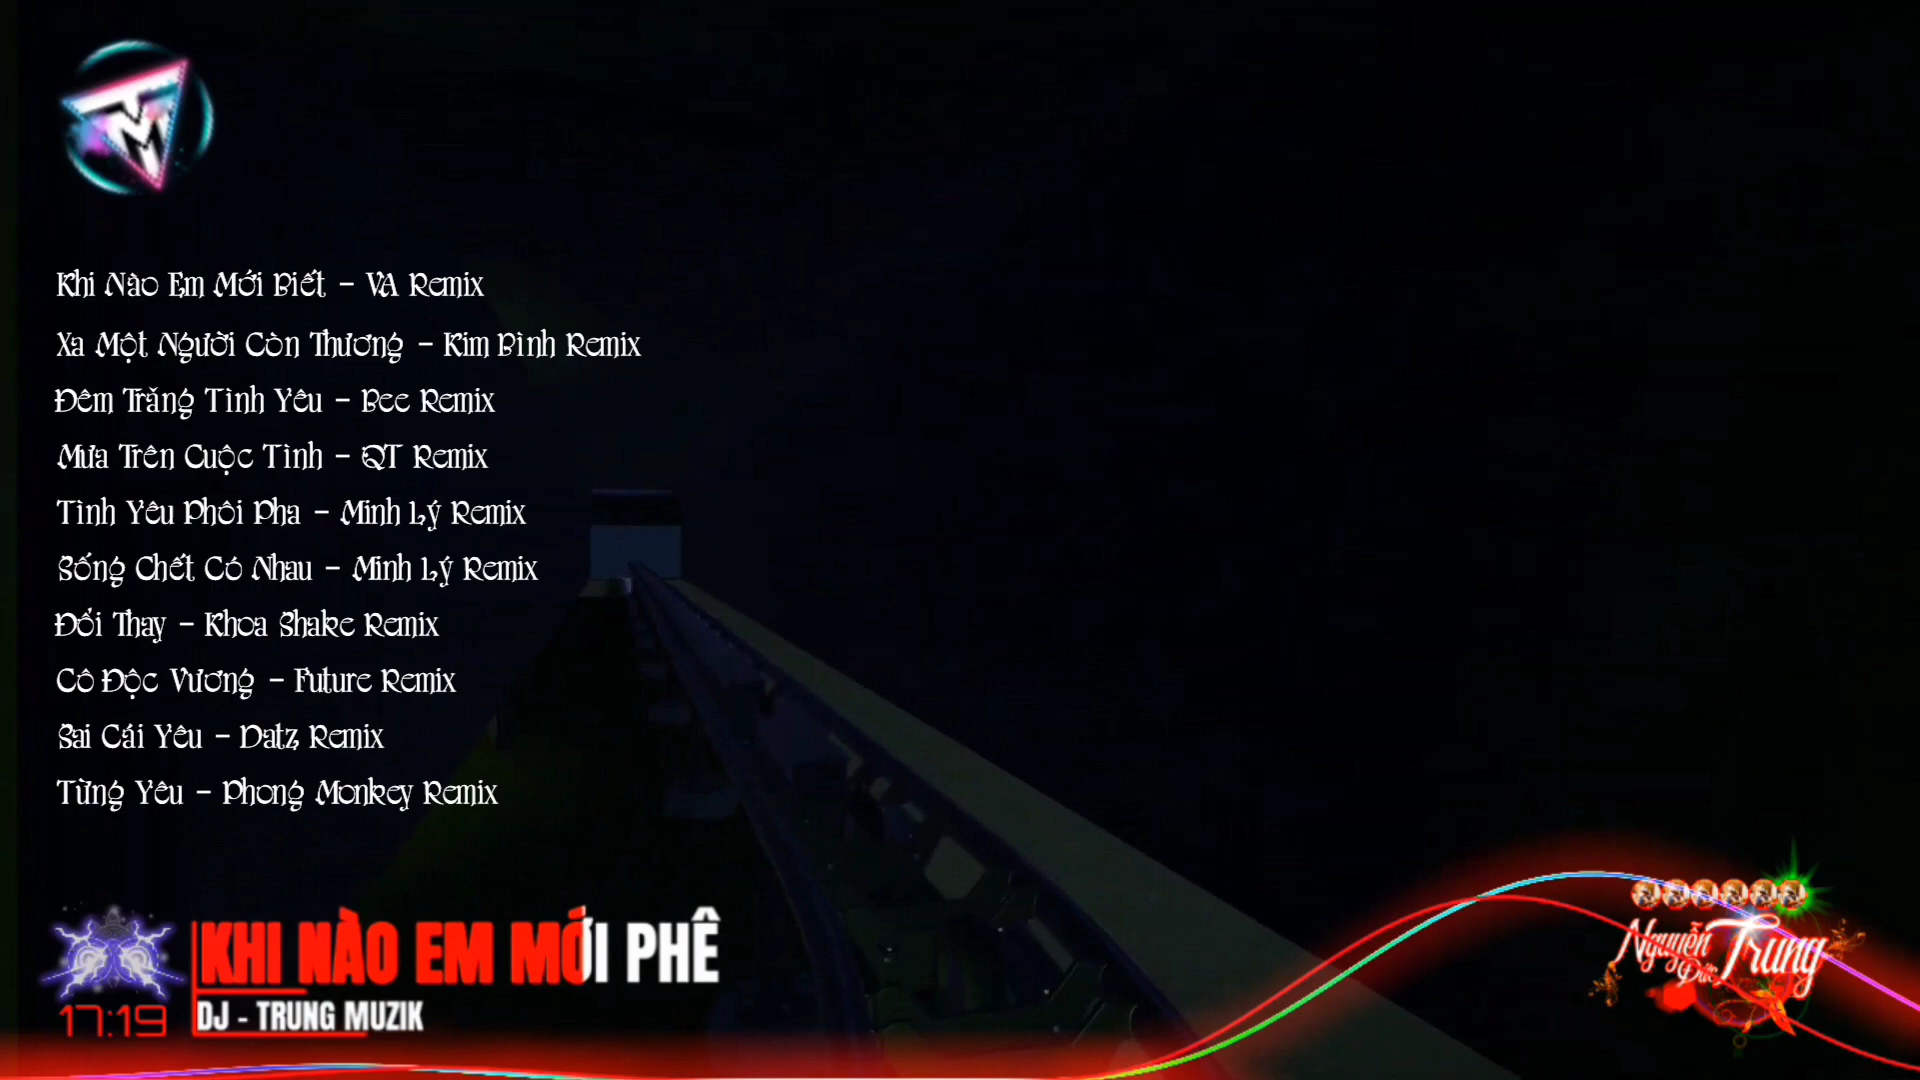 TM
Khi Nào Em Mới Biết - VA Remix
Xa Một Người Còn Thương - Kim Bình Remix
Đêm Trắng Tình Yêu - Bee Remix
Mưa Trên Cuộc Tình - QT Remix
Tình Yêu Phôi Pha - Minh Lý Remix
Sống Chết Có Nhau - Minh Lý Remix
Đổi Thay - Khoa Shake Remix
Cô Độc Vương - Future Remix
Sai Cái Yêu - Datz Remix
Từng Yêu - Phong Monkey Remix
KHI NÀO EM MỚI PHÊ
DJ - TRUNG MUZIK
17:19
Nguyễn Đức Trung